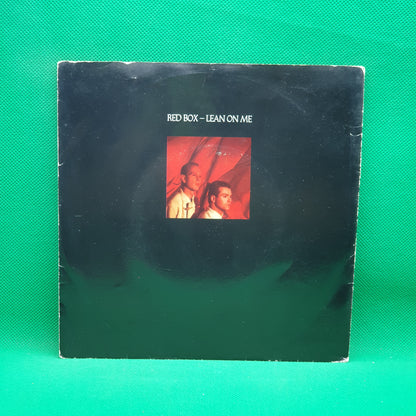 RED BOX – LEAN ON ME